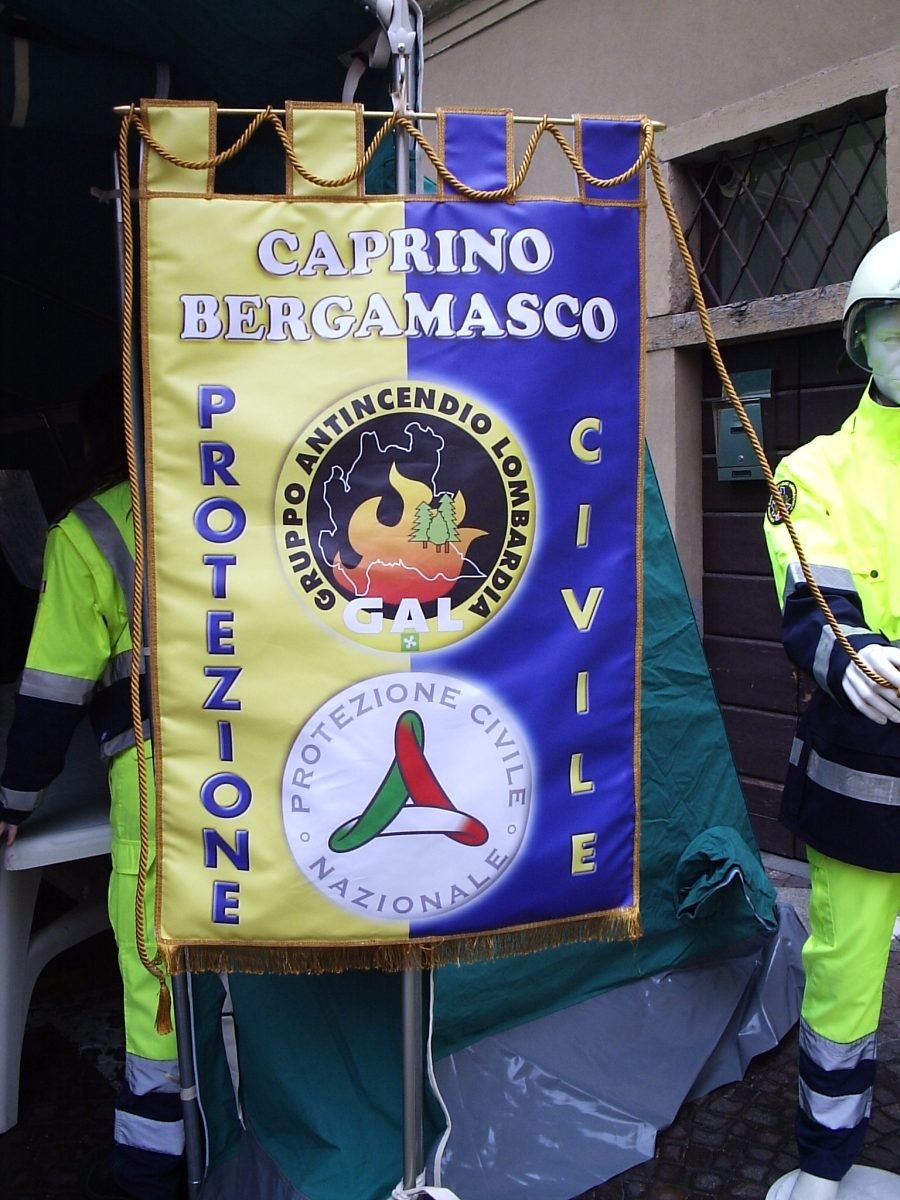 CAPRINO
BERGAMASCO
PROTEZIONE
CIVILE
GRUPPO ANTINCENDIO LOMBARDIA
GAL
PROTEZIONE CIVILE
NAZIONALE